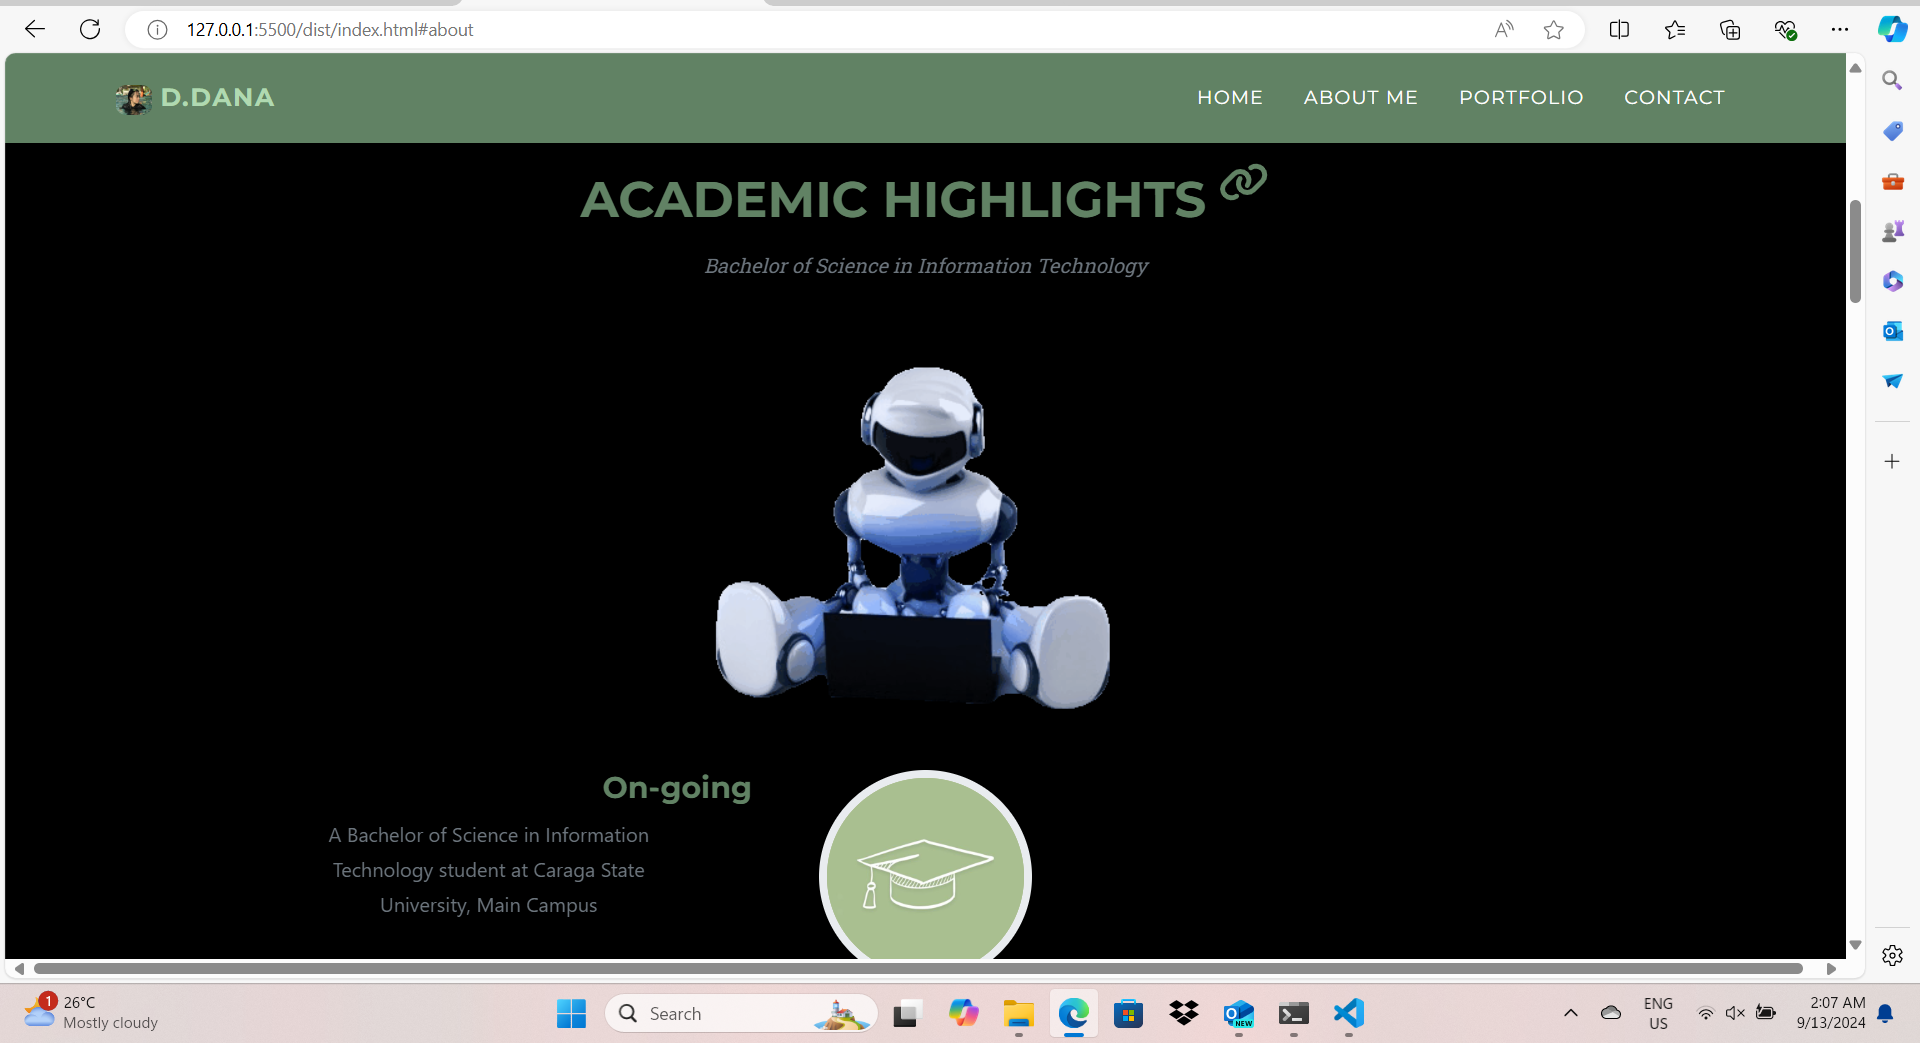 127.0.0.1:5500/dist/index.html#about
D.DANA
HOME
ABOUT ME
PORTFOLIO
CONTACT
ACADEMIC HIGHLIGHTS
Bachelor of Science in Information Technology
On-going
A Bachelor of Science in Information
Technology student at Caraga State
University, Main Campus
1
26°C
Mostly cloudy
Search
NEW
ENG
US
2:07 AM
9/13/2024